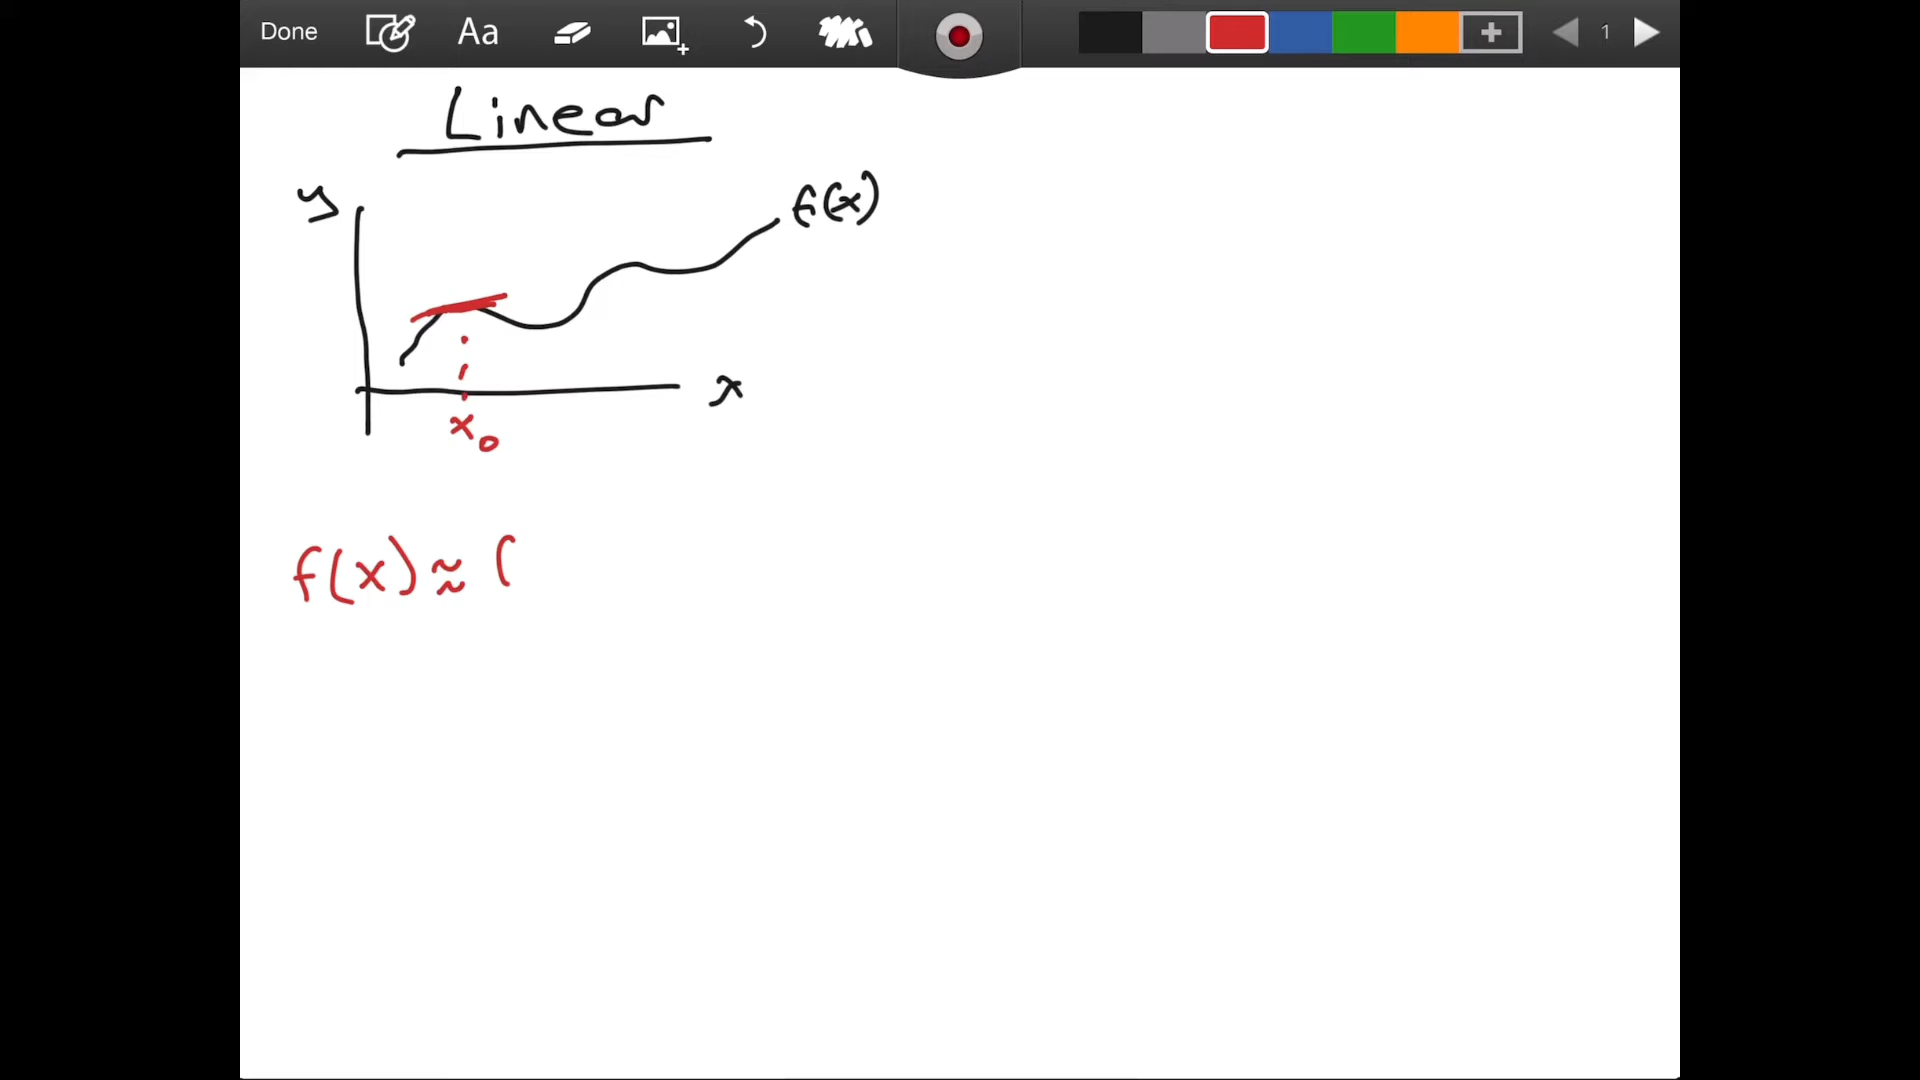 Done Aa 1
Linear
y
f(x)
x
x₀
f(x) ≈ (